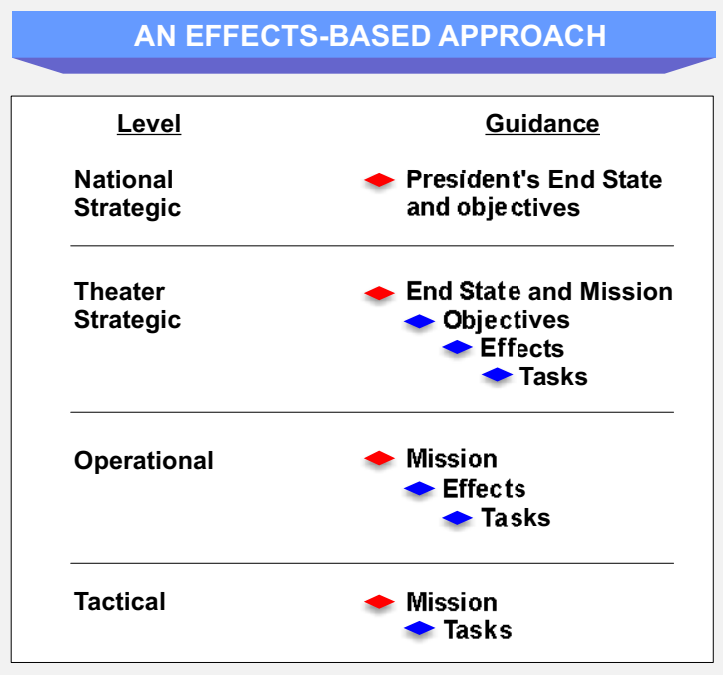 AN EFFECTS-BASED APPROACH
Level
Guidance
National
Strategic
President's End State
and objectives
Theater
Strategic
End State and Mission
Objectives
Effects
Tasks
Operational
Mission
Effects
Tasks
Tactical
Mission
Tasks